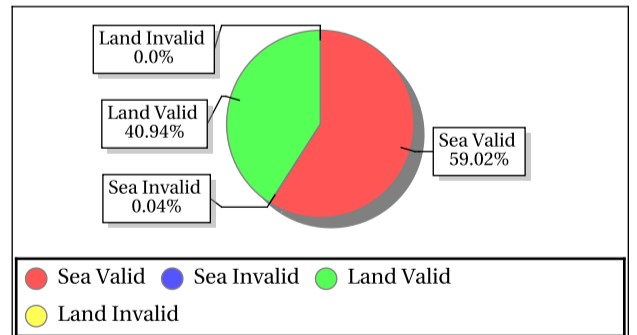 Land Invalid
0.0%
Land Valid
40.94%
Sea Valid
59.02%
Sea Invalid
0.04%
Sea Valid Sea Invalid Land Valid
Land Invalid